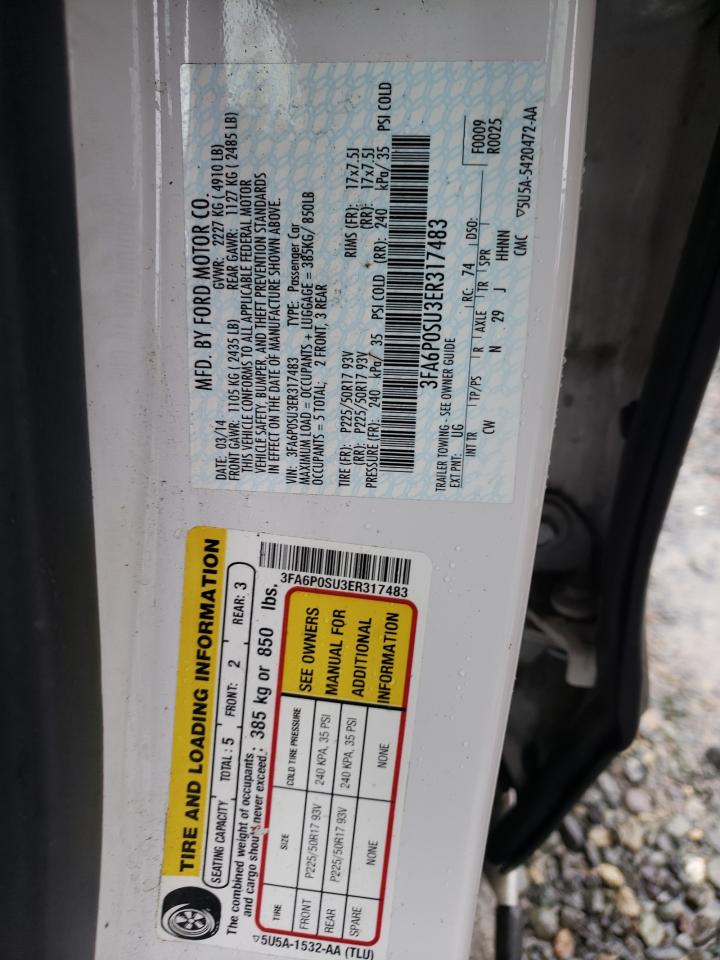 MFD. BY FORD MOTOR CO.
DATE: 03/14 GVWR: 2227 KG ( 4910 LB)
FRONT GAWR: 1105 KG ( 2435 LB) REAR GAWR: 1127 KG ( 2485 LB)
THIS VEHICLE CONFORMS TO ALL APPLICABLE FEDERAL MOTOR
VEHICLE SAFETY, BUMPER, AND THEFT PREVENTION STANDARDS
IN EFFECT ON THE DATE OF MANUFACTURE SHOWN ABOVE.
VIN: 3FA6P0SU3ER317483 TYPE: Passenger Car
MAXIMUM LOAD = OCCUPANTS + LUGGAGE = 385KG/ 850LB
OCCUPANTS = 5 TOTAL; 2 FRONT, 3 REAR
TIRE (FR): P225/50R17 93V RIMS (FR): 17x7.5J
(RR): P225/50R17 93V (RR): 17x7.5J
PRESSURE (FR): 240 kPa/ 35 PSI COLD (RR): 240 kPa/ 35 PSI COLD
3FA6P0SU3ER317483
TRAILER TOWING - SEE OWNER GUIDE
EXT PNT: UG RC: 74 DSO: F0009
R0025
INT TR TP/PS R AXLE TR SPR
CW N 29 J HHNN
CMC ▽5U5A-5420472-AA
TIRE AND LOADING INFORMATION
SEATING CAPACITY TOTAL : 5 FRONT: 2 REAR: 3
The combined weight of occupants
and cargo should never exceed : 385 kg or 850 lbs.
3FA6P0SU3ER317483
TIRE SIZE COLD TIRE PRESSURE
FRONT P225/50R17 93V 240 KPA, 35 PSI
REAR P225/50R17 93V 240 KPA, 35 PSI
SPARE NONE NONE
SEE OWNERS
MANUAL FOR
ADDITIONAL
INFORMATION
▽5U5A-1532-AA (TLU)